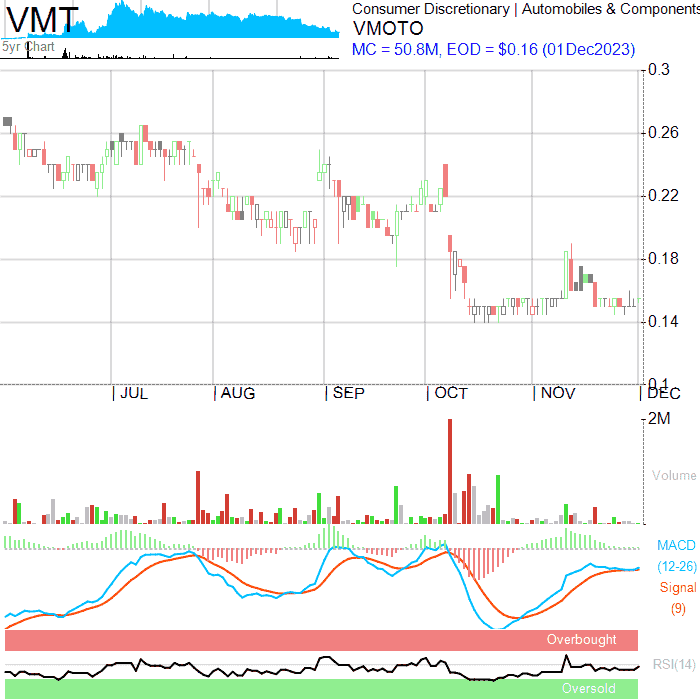 VMT
5yr Chart
Consumer Discretionary | Automobiles & Components
VMOTO
MC = 50.8M, EOD = $0.16 (01Dec2023)
0.3
0.26
0.22
0.18
0.14
0.1
| JUL | AUG | SEP | OCT | NOV | DEC
2M
Volume
MACD
(12-26)
Signal
(9)
Overbought
RSI(14)
Oversold